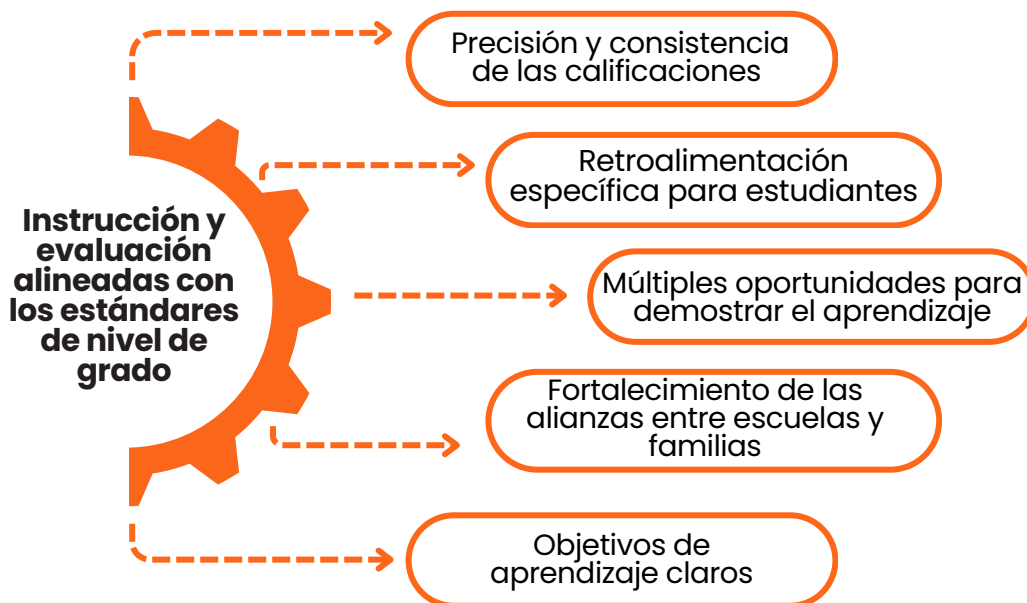 Precisión y consistencia
de las calificaciones
Retroalimentación
específica para estudiantes
Instrucción y
evaluación
alineadas con
los estándares
de nivel de
grado
Múltiples oportunidades para
demostrar el aprendizaje
Fortalecimiento de las
alianzas entre escuelas y
familias
Objetivos de
aprendizaje claros